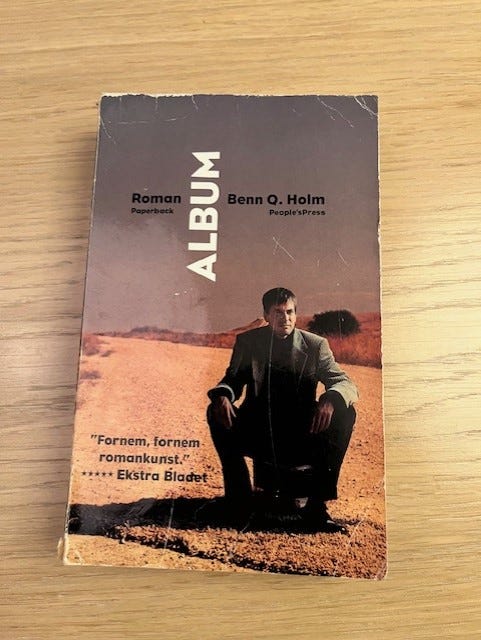 Roman
Paperback
ALBUM
Benn Q. Holm
People'sPress
"Fornem, fornem
romankunst."
***** Ekstra Bladet